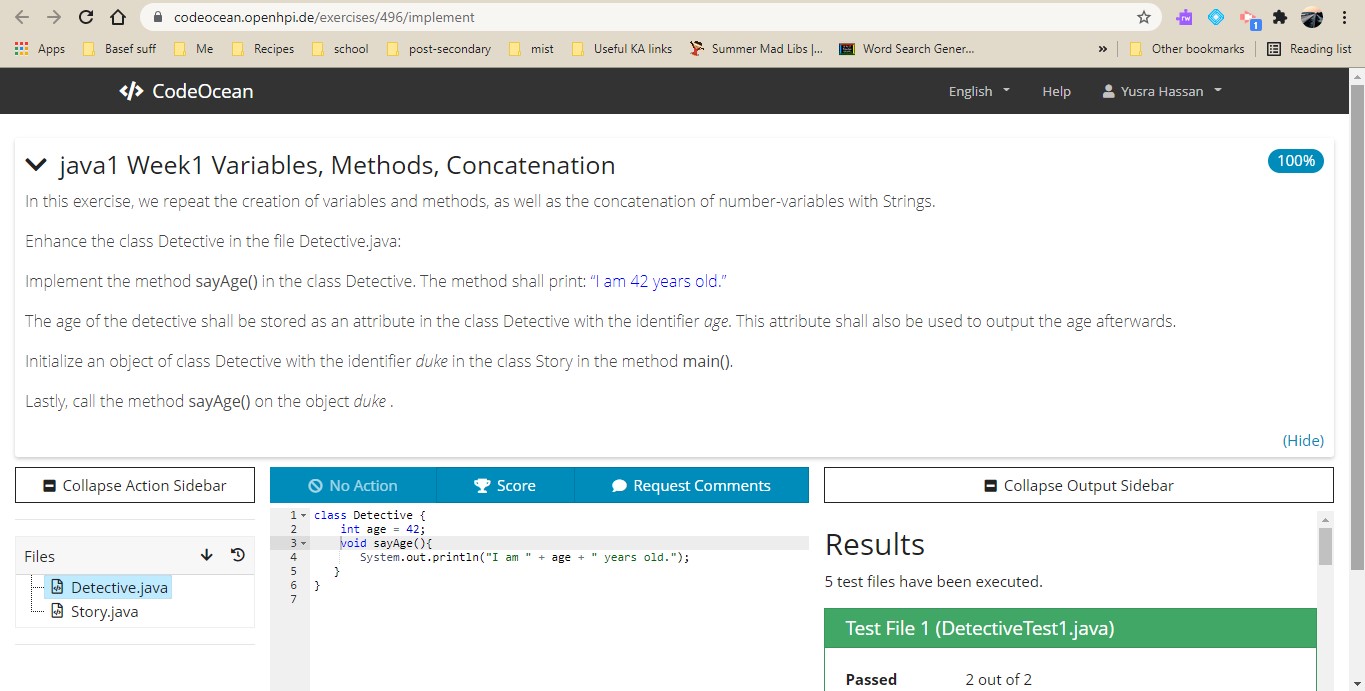 codeocean.openhpi.de/exercises/496/implement
rw
1
Apps Basef suff Me Recipes school post-secondary mist Useful KA links Summer Mad Libs |... Word Search Gener... » Other bookmarks Reading list
</> CodeOcean English Help Yusra Hassan
java1 Week1 Variables, Methods, Concatenation 100%
In this exercise, we repeat the creation of variables and methods, as well as the concatenation of number-variables with Strings.
Enhance the class Detective in the file Detective.java:
Implement the method sayAge() in the class Detective. The method shall print: “I am 42 years old.”
The age of the detective shall be stored as an attribute in the class Detective with the identifier age. This attribute shall also be used to output the age afterwards.
Initialize an object of class Detective with the identifier duke in the class Story in the method main().
Lastly, call the method sayAge() on the object duke .
(Hide)
Collapse Action Sidebar No Action Score Request Comments Collapse Output Sidebar
Files
Detective.java
Story.java
1 class Detective {
2 int age = 42;
3 void sayAge(){
4 System.out.println("I am " + age + " years old.");
5 }
6 }
7
Results
5 test files have been executed.
Test File 1 (DetectiveTest1.java)
Passed 2 out of 2